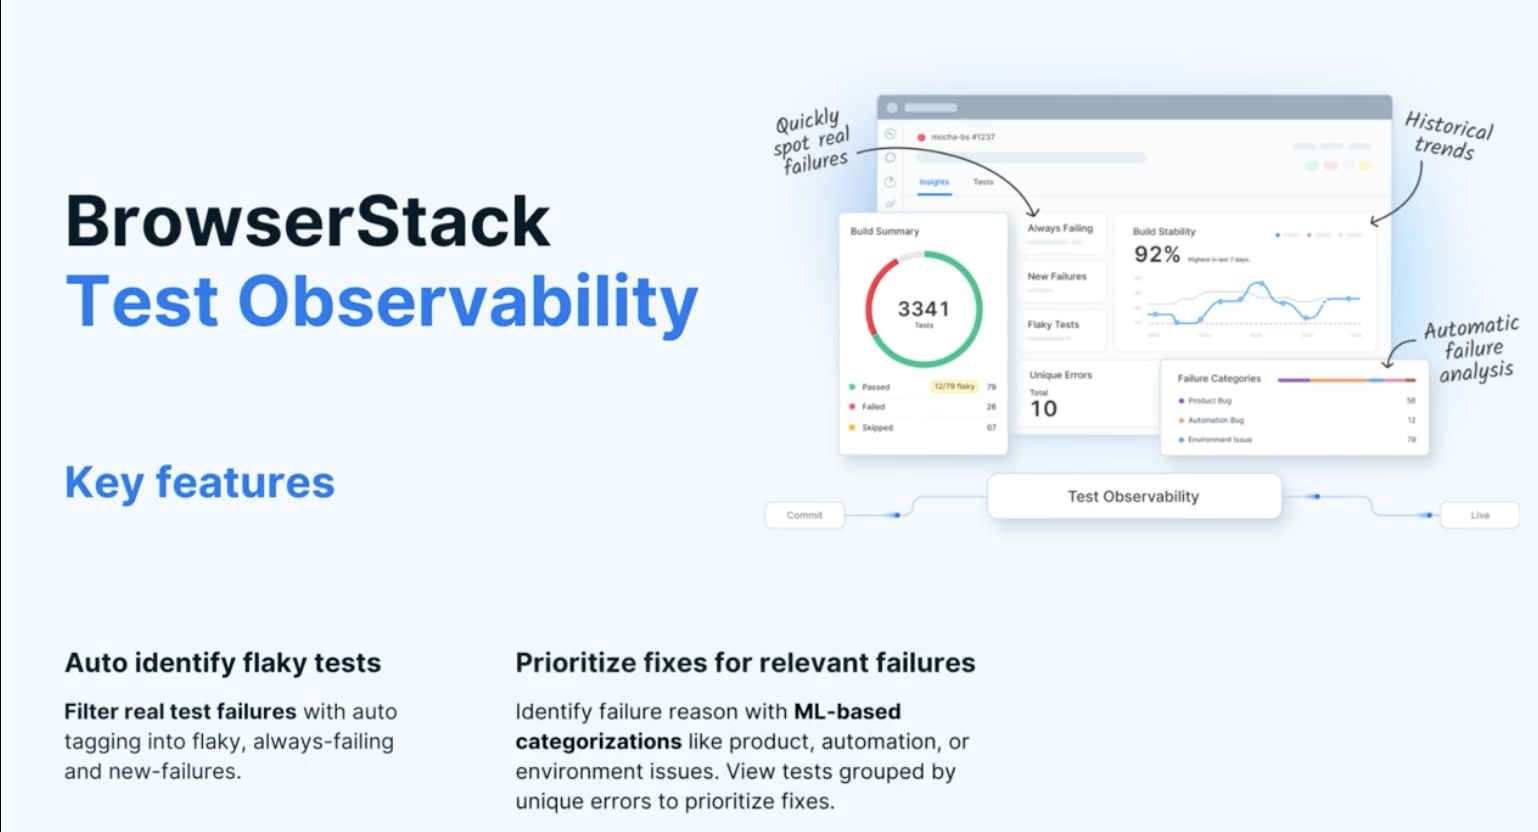 BrowserStack
Test Observability
Key features
Quickly
spot real
failures
Historical
trends
mocha-bs #1237
Insights
Tests
Build Summary
3341
Tests
Passed 12/79 flaky 79
Failed 26
Skipped 07
Always Failing
New Failures
Flaky Tests
Unique Errors
Total
10
Build Stability
92% Highest in last 7 days.
Automatic
failure
analysis
Failure Categories
Product Bug 56
Automation Bug 12
Environment Issue 78
Commit
Test Observability
Live
Auto identify flaky tests
Filter real test failures with auto
tagging into flaky, always-failing
and new-failures.
Prioritize fixes for relevant failures
Identify failure reason with ML-based
categorizations like product, automation, or
environment issues. View tests grouped by
unique errors to prioritize fixes.